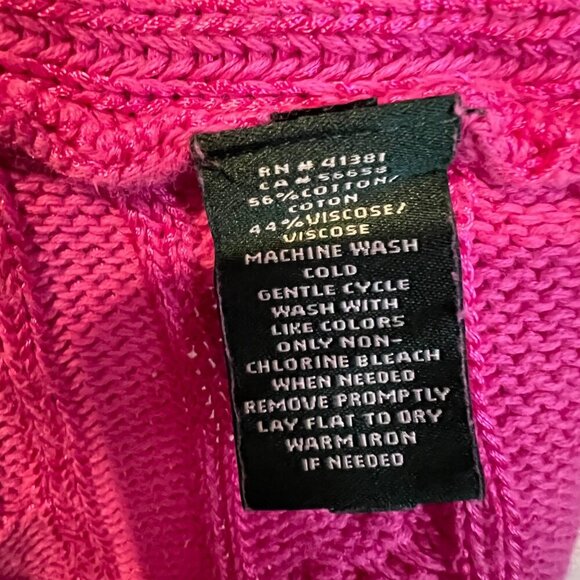 RN # 41381
CA # 56658
56% COTTON/
COTON
44% VISCOSE/
VISCOSE
MACHINE WASH
COLD
GENTLE CYCLE
WASH WITH
LIKE COLORS
ONLY NON-
CHLORINE BLEACH
WHEN NEEDED
REMOVE PROMPTLY
LAY FLAT TO DRY
WARM IRON
IF NEEDED